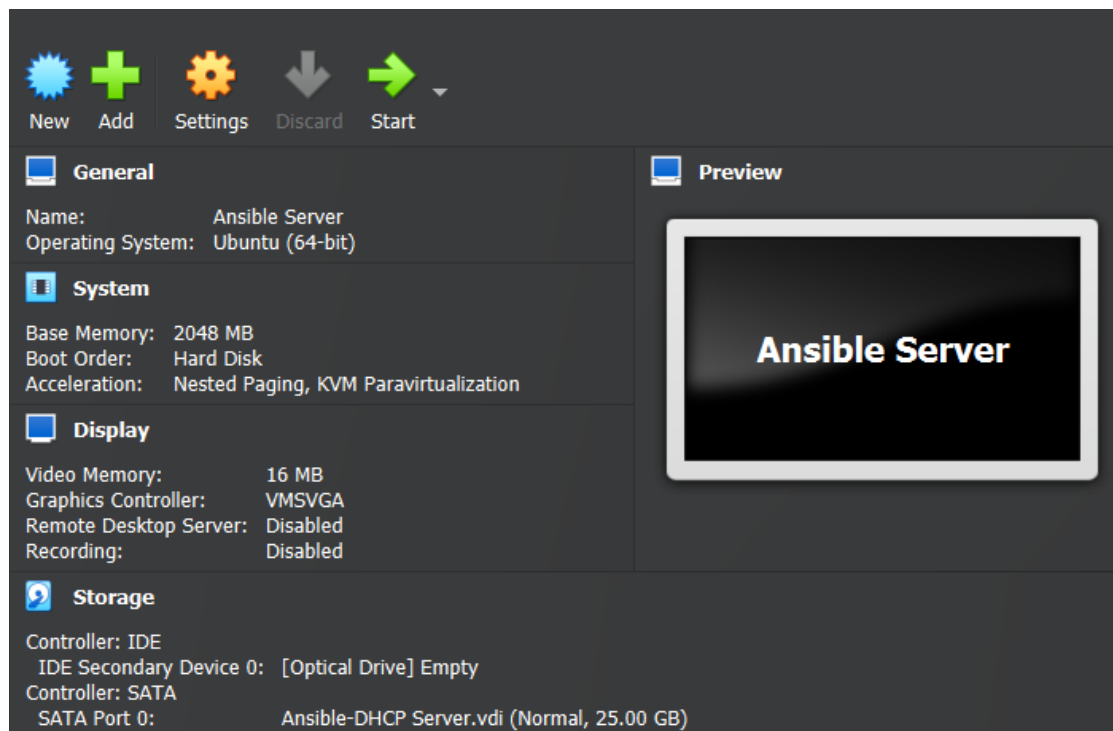 New Add Settings Discard Start
General
Name: Ansible Server
Operating System: Ubuntu (64-bit)
System
Base Memory: 2048 MB
Boot Order: Hard Disk
Acceleration: Nested Paging, KVM Paravirtualization
Display
Video Memory: 16 MB
Graphics Controller: VMSVGA
Remote Desktop Server: Disabled
Recording: Disabled
Preview
Ansible Server
Storage
Controller: IDE
IDE Secondary Device 0: [Optical Drive] Empty
Controller: SATA
SATA Port 0: Ansible-DHCP Server.vdi (Normal, 25.00 GB)